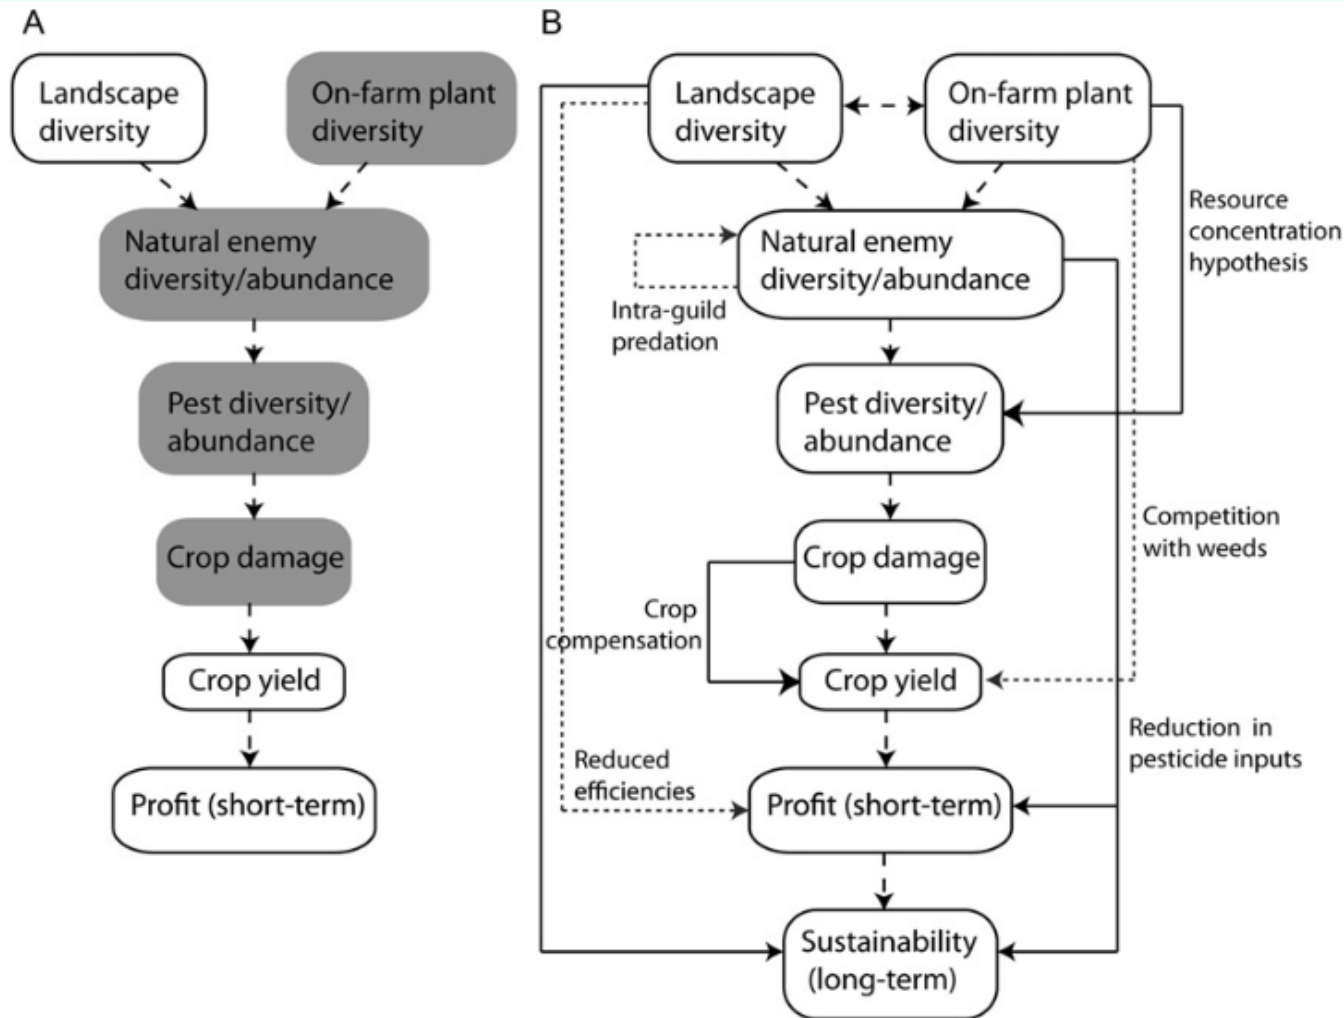 A
Landscape
diversity
On-farm plant
diversity
Natural enemy
diversity/abundance
Pest diversity/
abundance
Crop damage
Crop yield
Profit (short-term)
B
Landscape
diversity
On-farm plant
diversity
Resource
concentration
hypothesis
Natural enemy
diversity/abundance
Intra-guild
predation
Pest diversity/
abundance
Competition
with weeds
Crop damage
Crop
compensation
Crop yield
Reduction in
pesticide inputs
Reduced
efficiencies
Profit (short-term)
Sustainability
(long-term)